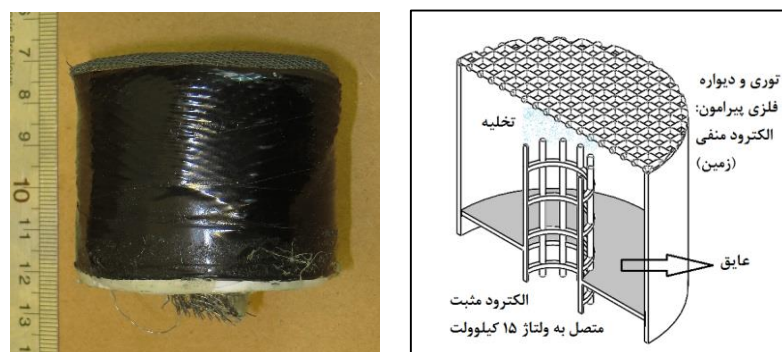 7
8
9
10
11
12
13
توری و دیواره
فلزی پیرامون:
الکترود منفی
(زمین)
تخلیه
عایق
الکترود مثبت
متصل به ولتاژ ۱۵ کیلوولت